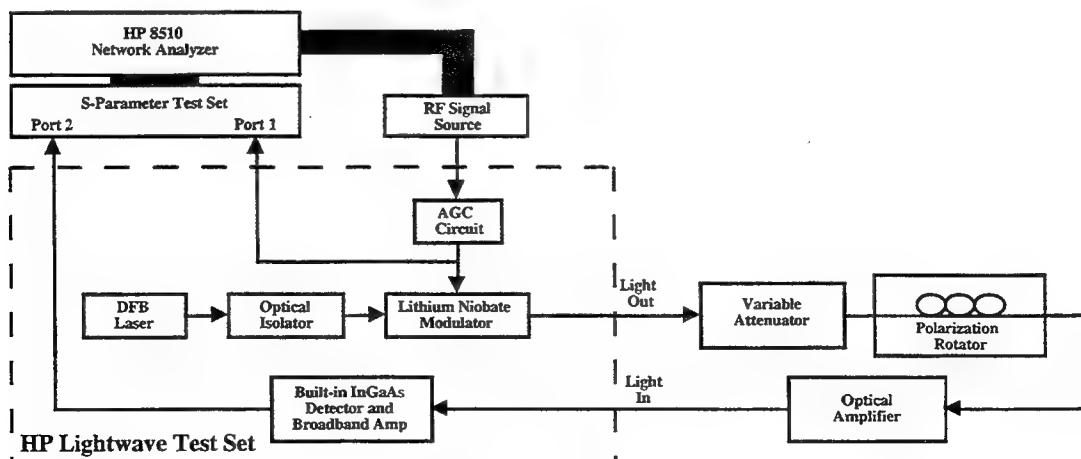 HP 8510
Network Analyzer
S-Parameter Test Set
Port 2
Port 1
RF Signal
Source
AGC
Circuit
DFB
Laser
Optical
Isolator
Lithium Niobate
Modulator
Light
Out
Variable
Attenuator
Polarization
Rotator
Built-in InGaAs
Detector and
Broadband Amp
Light
In
Optical
Amplifier
HP Lightwave Test Set